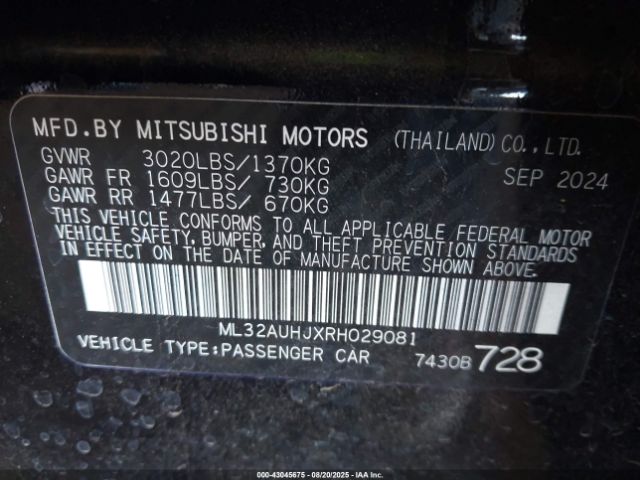 MFD.BY MITSUBISHI MOTORS (THAILAND) CO.,LTD.
GVWR 3020LBS/1370KG SEP 2024
GAWR FR 1609LBS/ 730KG
GAWR RR 1477LBS/ 670KG
THIS VEHICLE CONFORMS TO ALL APPLICABLE FEDERAL MOTOR
VEHICLE SAFETY, BUMPER, AND THEFT PREVENTION STANDARDS
IN EFFECT ON THE DATE OF MANUFACTURE SHOWN ABOVE.
ML32AUHJXRH029081
VEHICLE TYPE:PASSENGER CAR 7430B 728
© - 43045675 - 08/20/2025 - IAA Inc.